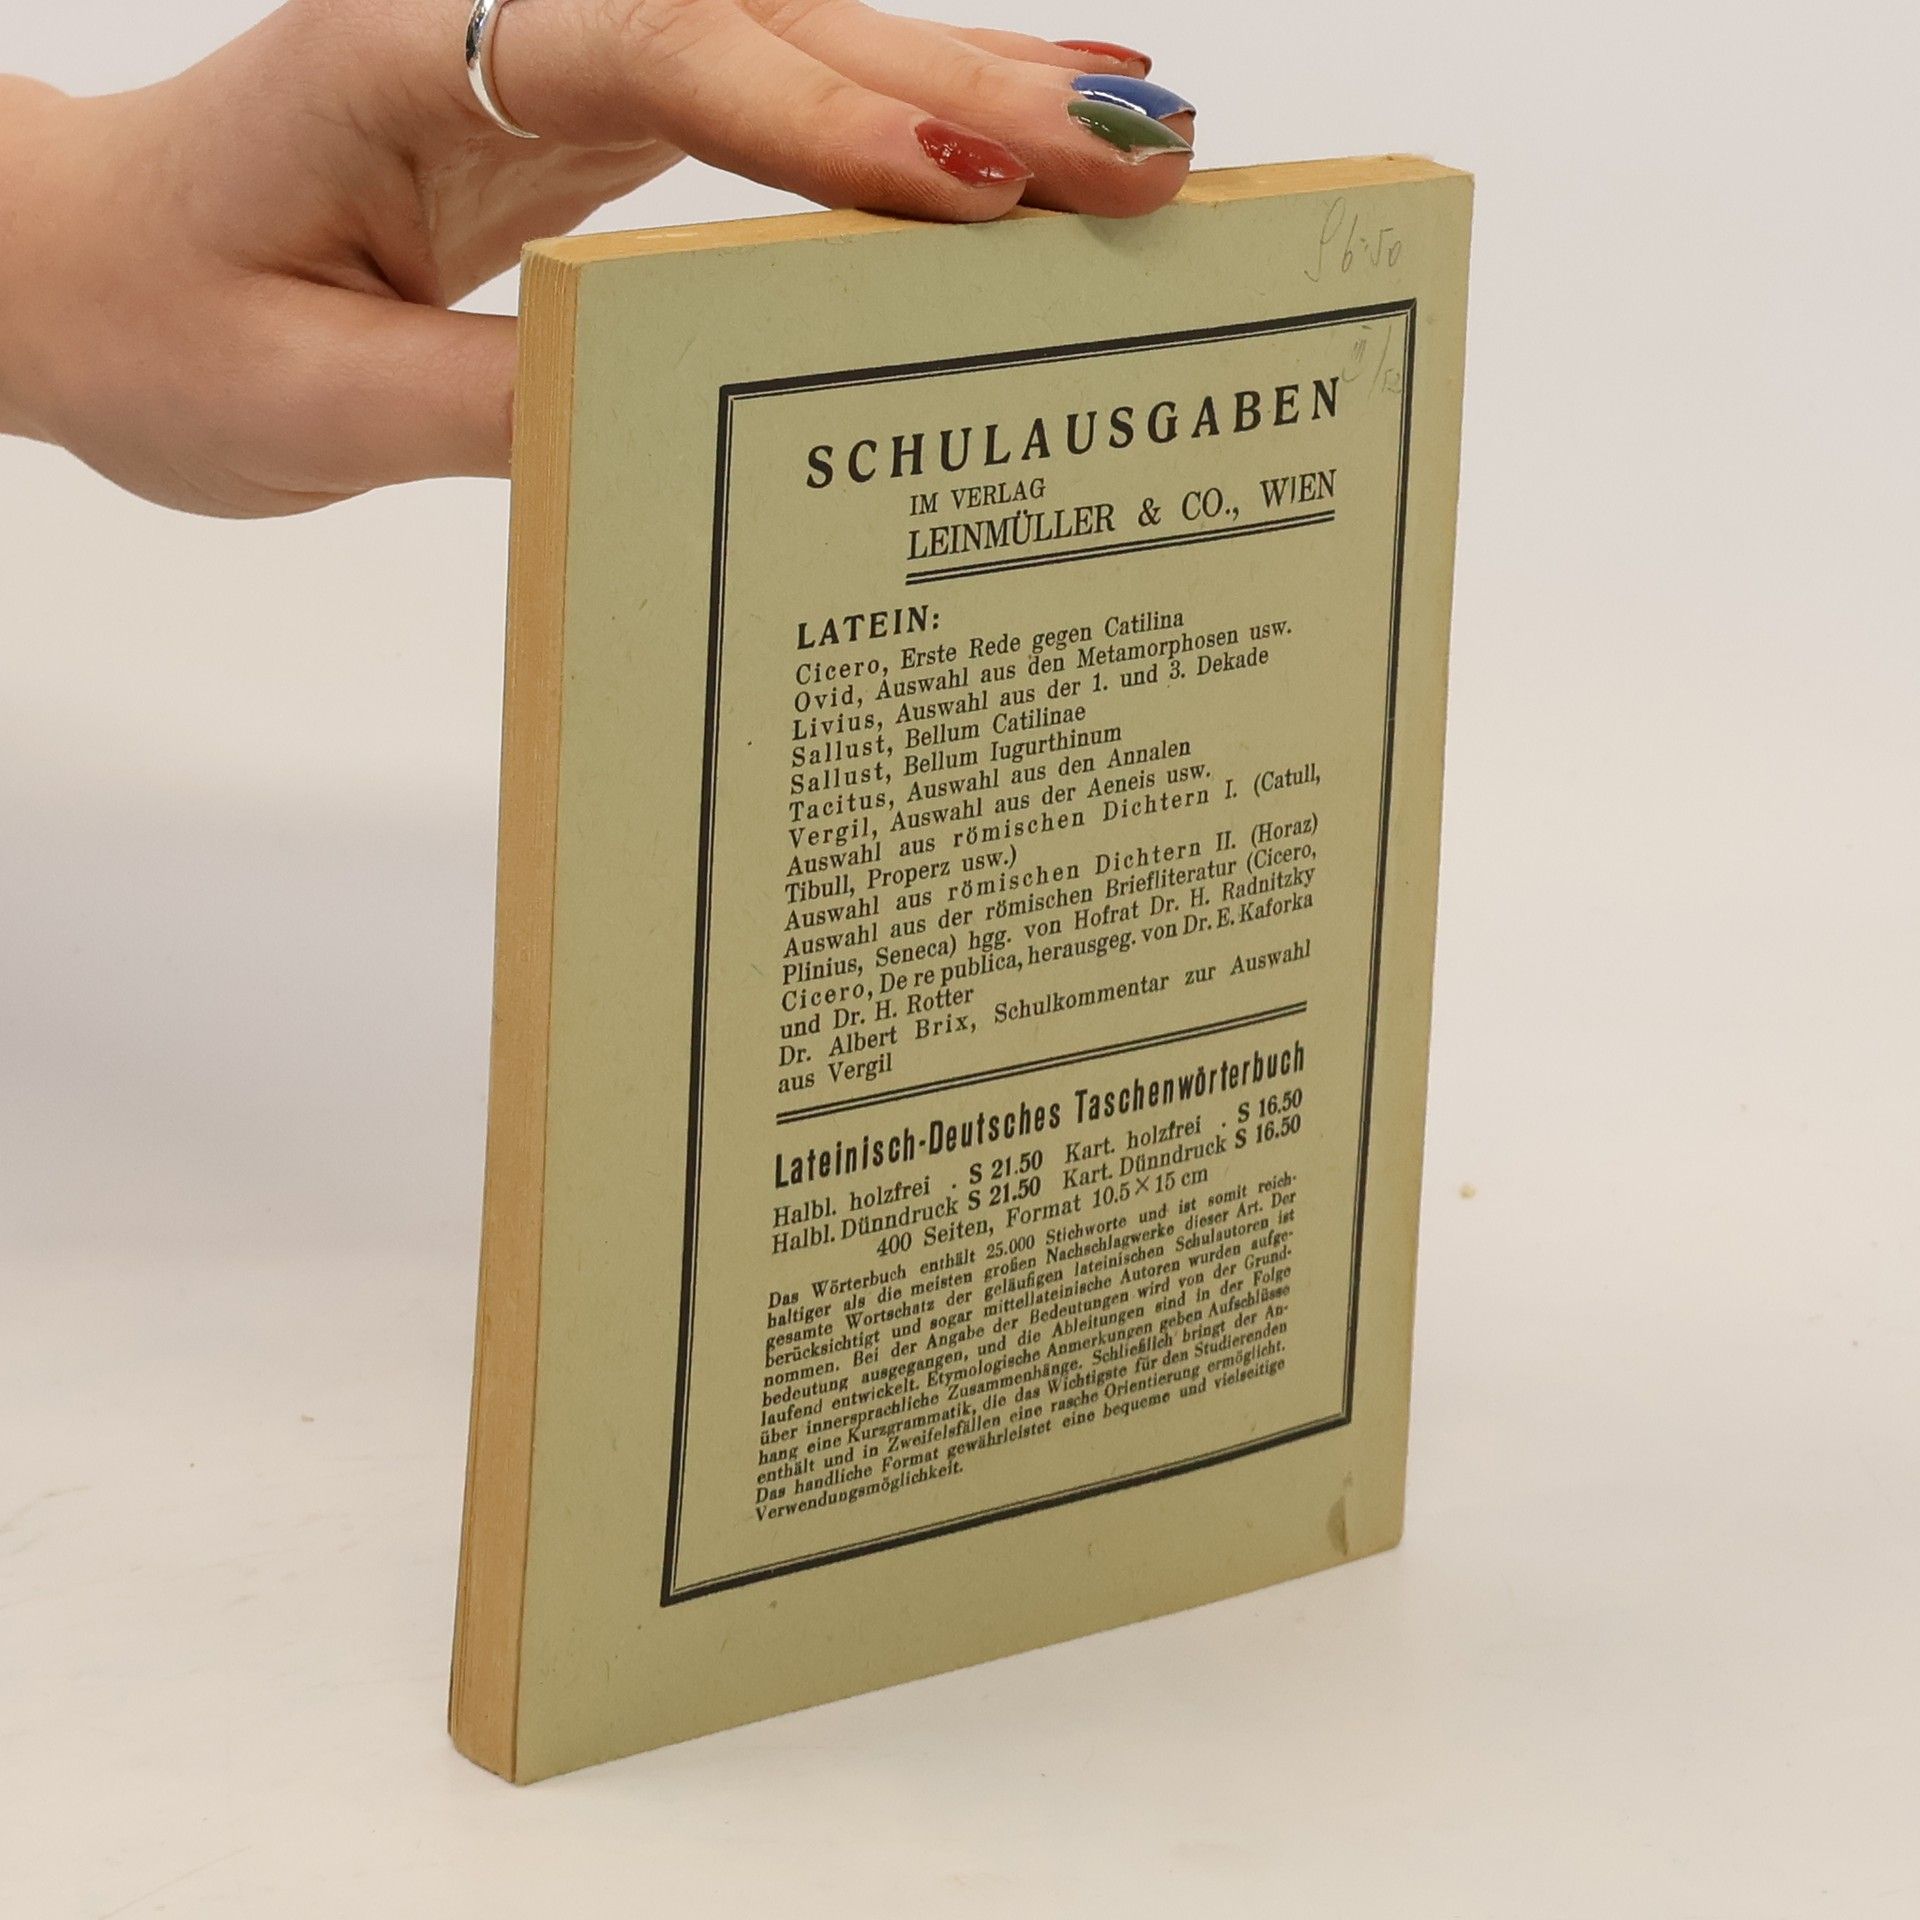 S 6·50
III/52
SCHULAUSGABEN
IM VERLAG
LEINMÜLLER & CO., WIEN
LATEIN:
Cicero, Erste Rede gegen Catilina
Ovid, Auswahl aus den Metamorphosen usw.
Livius, Auswahl aus der 1. und 3. Dekade
Sallust, Bellum Catilinae
Sallust, Bellum Iugurthinum
Tacitus, Auswahl aus den Annalen
Vergil, Auswahl aus der Aeneis usw.
Auswahl aus römischen Dichtern I. (Catull,
Tibull, Properz usw.)
Auswahl aus römischen Dichtern II. (Horaz)
Auswahl aus der römischen Briefliteratur (Cicero,
Plinius, Seneca) hgg. von Hofrat Dr. H. Radnitzky
Cicero, De re publica, herausgeg. von Dr. E. Kaforka
und Dr. H. Rotter
Dr. Albert Brix, Schulkommentar zur Auswahl
aus Vergil
Lateinisch-Deutsches Taschenwörterbuch
Halbl. holzfrei . S 21.50 Kart. holzfrei . S 16.50
Halbl. Dünndruck S 21.50 Kart. Dünndruck S 16.50
400 Seiten, Format 10.5 × 15 cm
Das Wörterbuch enthält 25.000 Stichworte und ist somit reich-
haltiger als die meisten großen Nachschlagwerke dieser Art. Der
gesamte Wortschatz der geläufigen lateinischen Schulautoren ist
berücksichtigt und sogar mittellateinische Autoren wurden aufge-
nommen. Bei der Angabe der Bedeutungen wird von der Grund-
bedeutung ausgegangen, und die Ableitungen sind in der Folge
laufend entwickelt. Etymologische Anmerkungen geben Aufschlüsse
über innersprachliche Zusammenhänge. Schließlich bringt der An-
hang eine Kurzgrammatik, die das Wichtigste für den Studierenden
enthält und in Zweifelsfällen eine rasche Orientierung ermöglicht.
Das handliche Format gewährleistet eine bequeme und vielseitige
Verwendungsmöglichkeit.